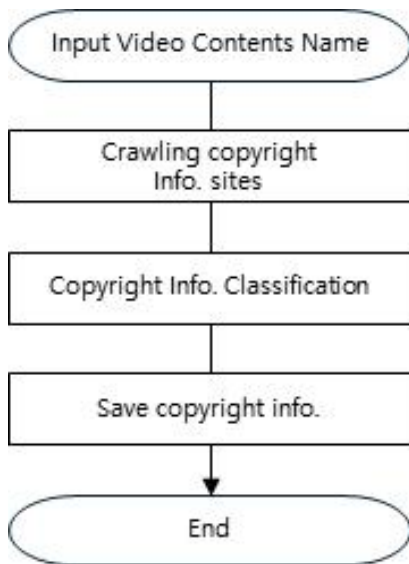 Input Video Contents Name
Crawling copyright
Info. sites
Copyright Info. Classification
Save copyright info.
End